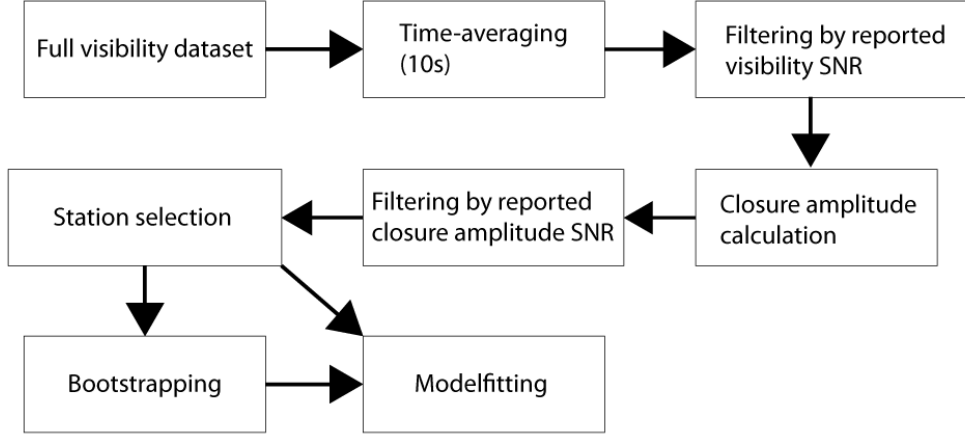 Full visibility dataset
Time-averaging
(10s)
Filtering by reported
visibility SNR
Closure amplitude
calculation
Filtering by reported
closure amplitude SNR
Station selection
Bootstrapping
Modelfitting